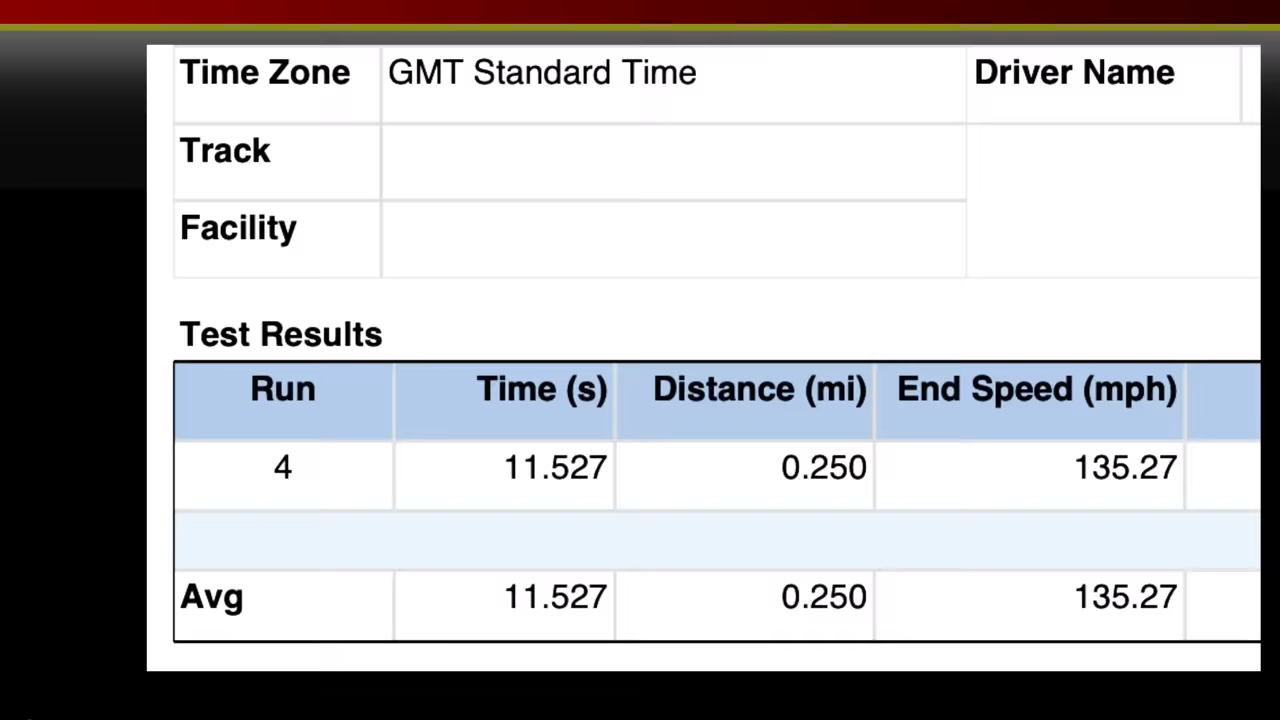 Time Zone GMT Standard Time Driver Name
Track
Facility
Test Results
Run Time (s) Distance (mi) End Speed (mph)
4 11.527 0.250 135.27
Avg 11.527 0.250 135.27